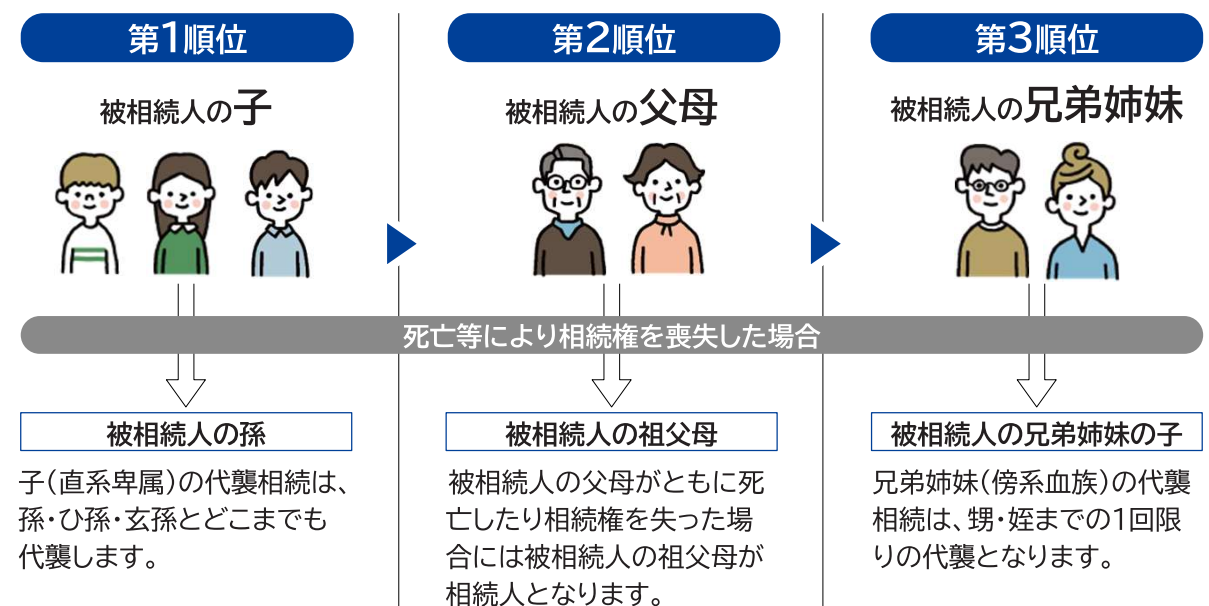 第1順位
被相続人の子
第2順位
被相続人の父母
第3順位
被相続人の兄弟姉妹
死亡等により相続権を喪失した場合
被相続人の孫
子(直系卑属)の代襲相続は、
孫・ひ孫・玄孫とどこまでも
代襲します。
被相続人の祖父母
被相続人の父母がともに死
亡したり相続権を失った場
合には被相続人の祖父母が
相続人となります。
被相続人の兄弟姉妹の子
兄弟姉妹(傍系血族)の代襲
相続は、甥・姪までの1回限
りの代襲となります。